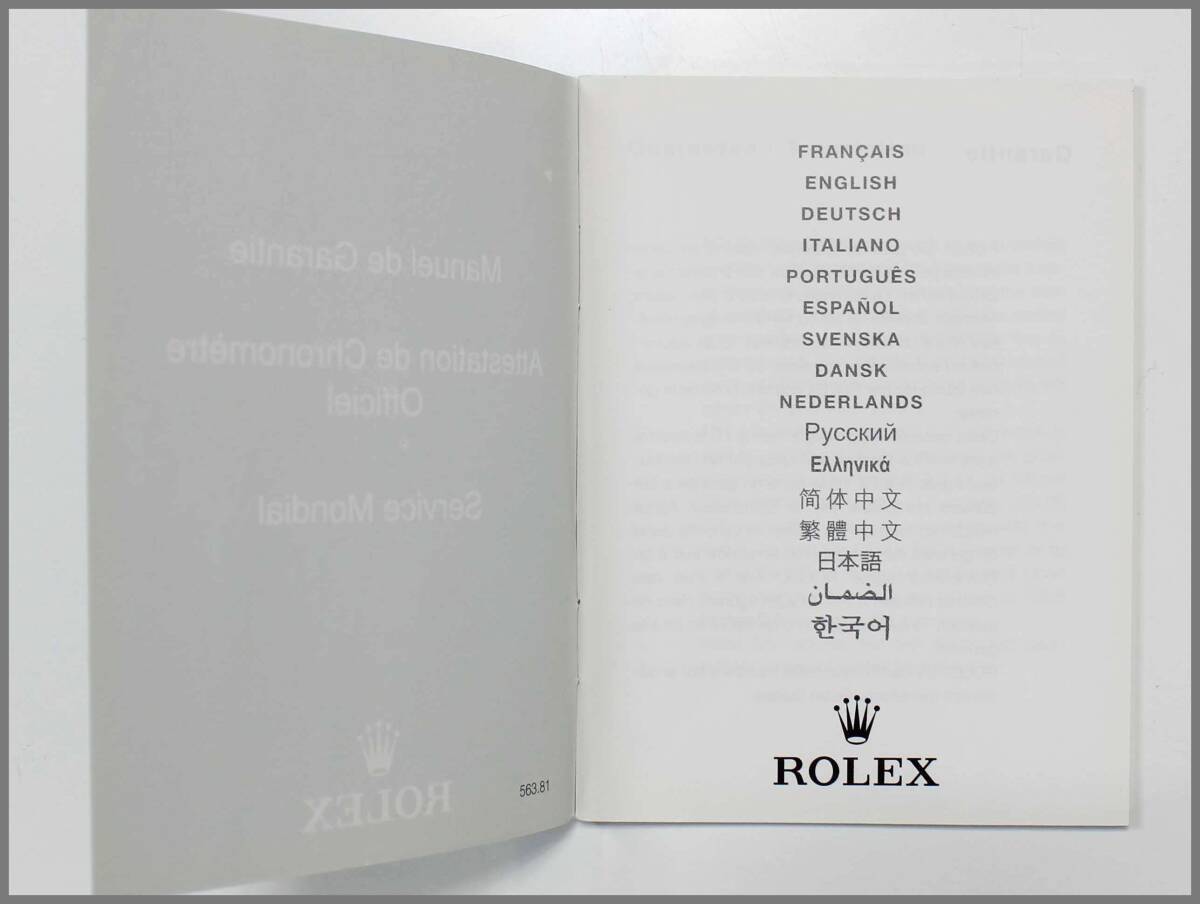 Manuel de Garantie
Attestation de Chronomètre
Officiel
Service Mondial
ROLEX
563.81
Garantie
FRANÇAIS
ENGLISH
DEUTSCH
ITALIANO
PORTUGUÊS
ESPAÑOL
SVENSKA
DANSK
NEDERLANDS
Русский
Ελληνικά
简体中文
繁體中文
日本語
الضمان
한국어
ROLEX